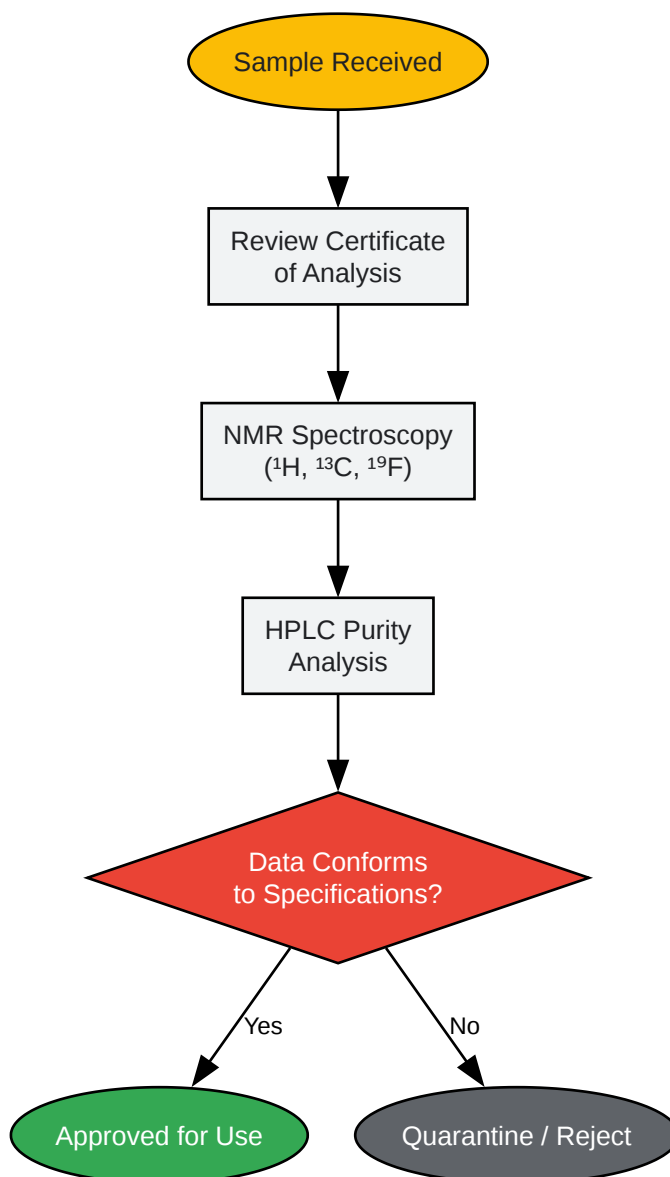 Sample Received
Review Certificate
of Analysis
NMR Spectroscopy
(¹H, ¹³C, ¹⁹F)
HPLC Purity
Analysis
Data Conforms
to Specifications?
Yes
No
Approved for Use
Quarantine / Reject